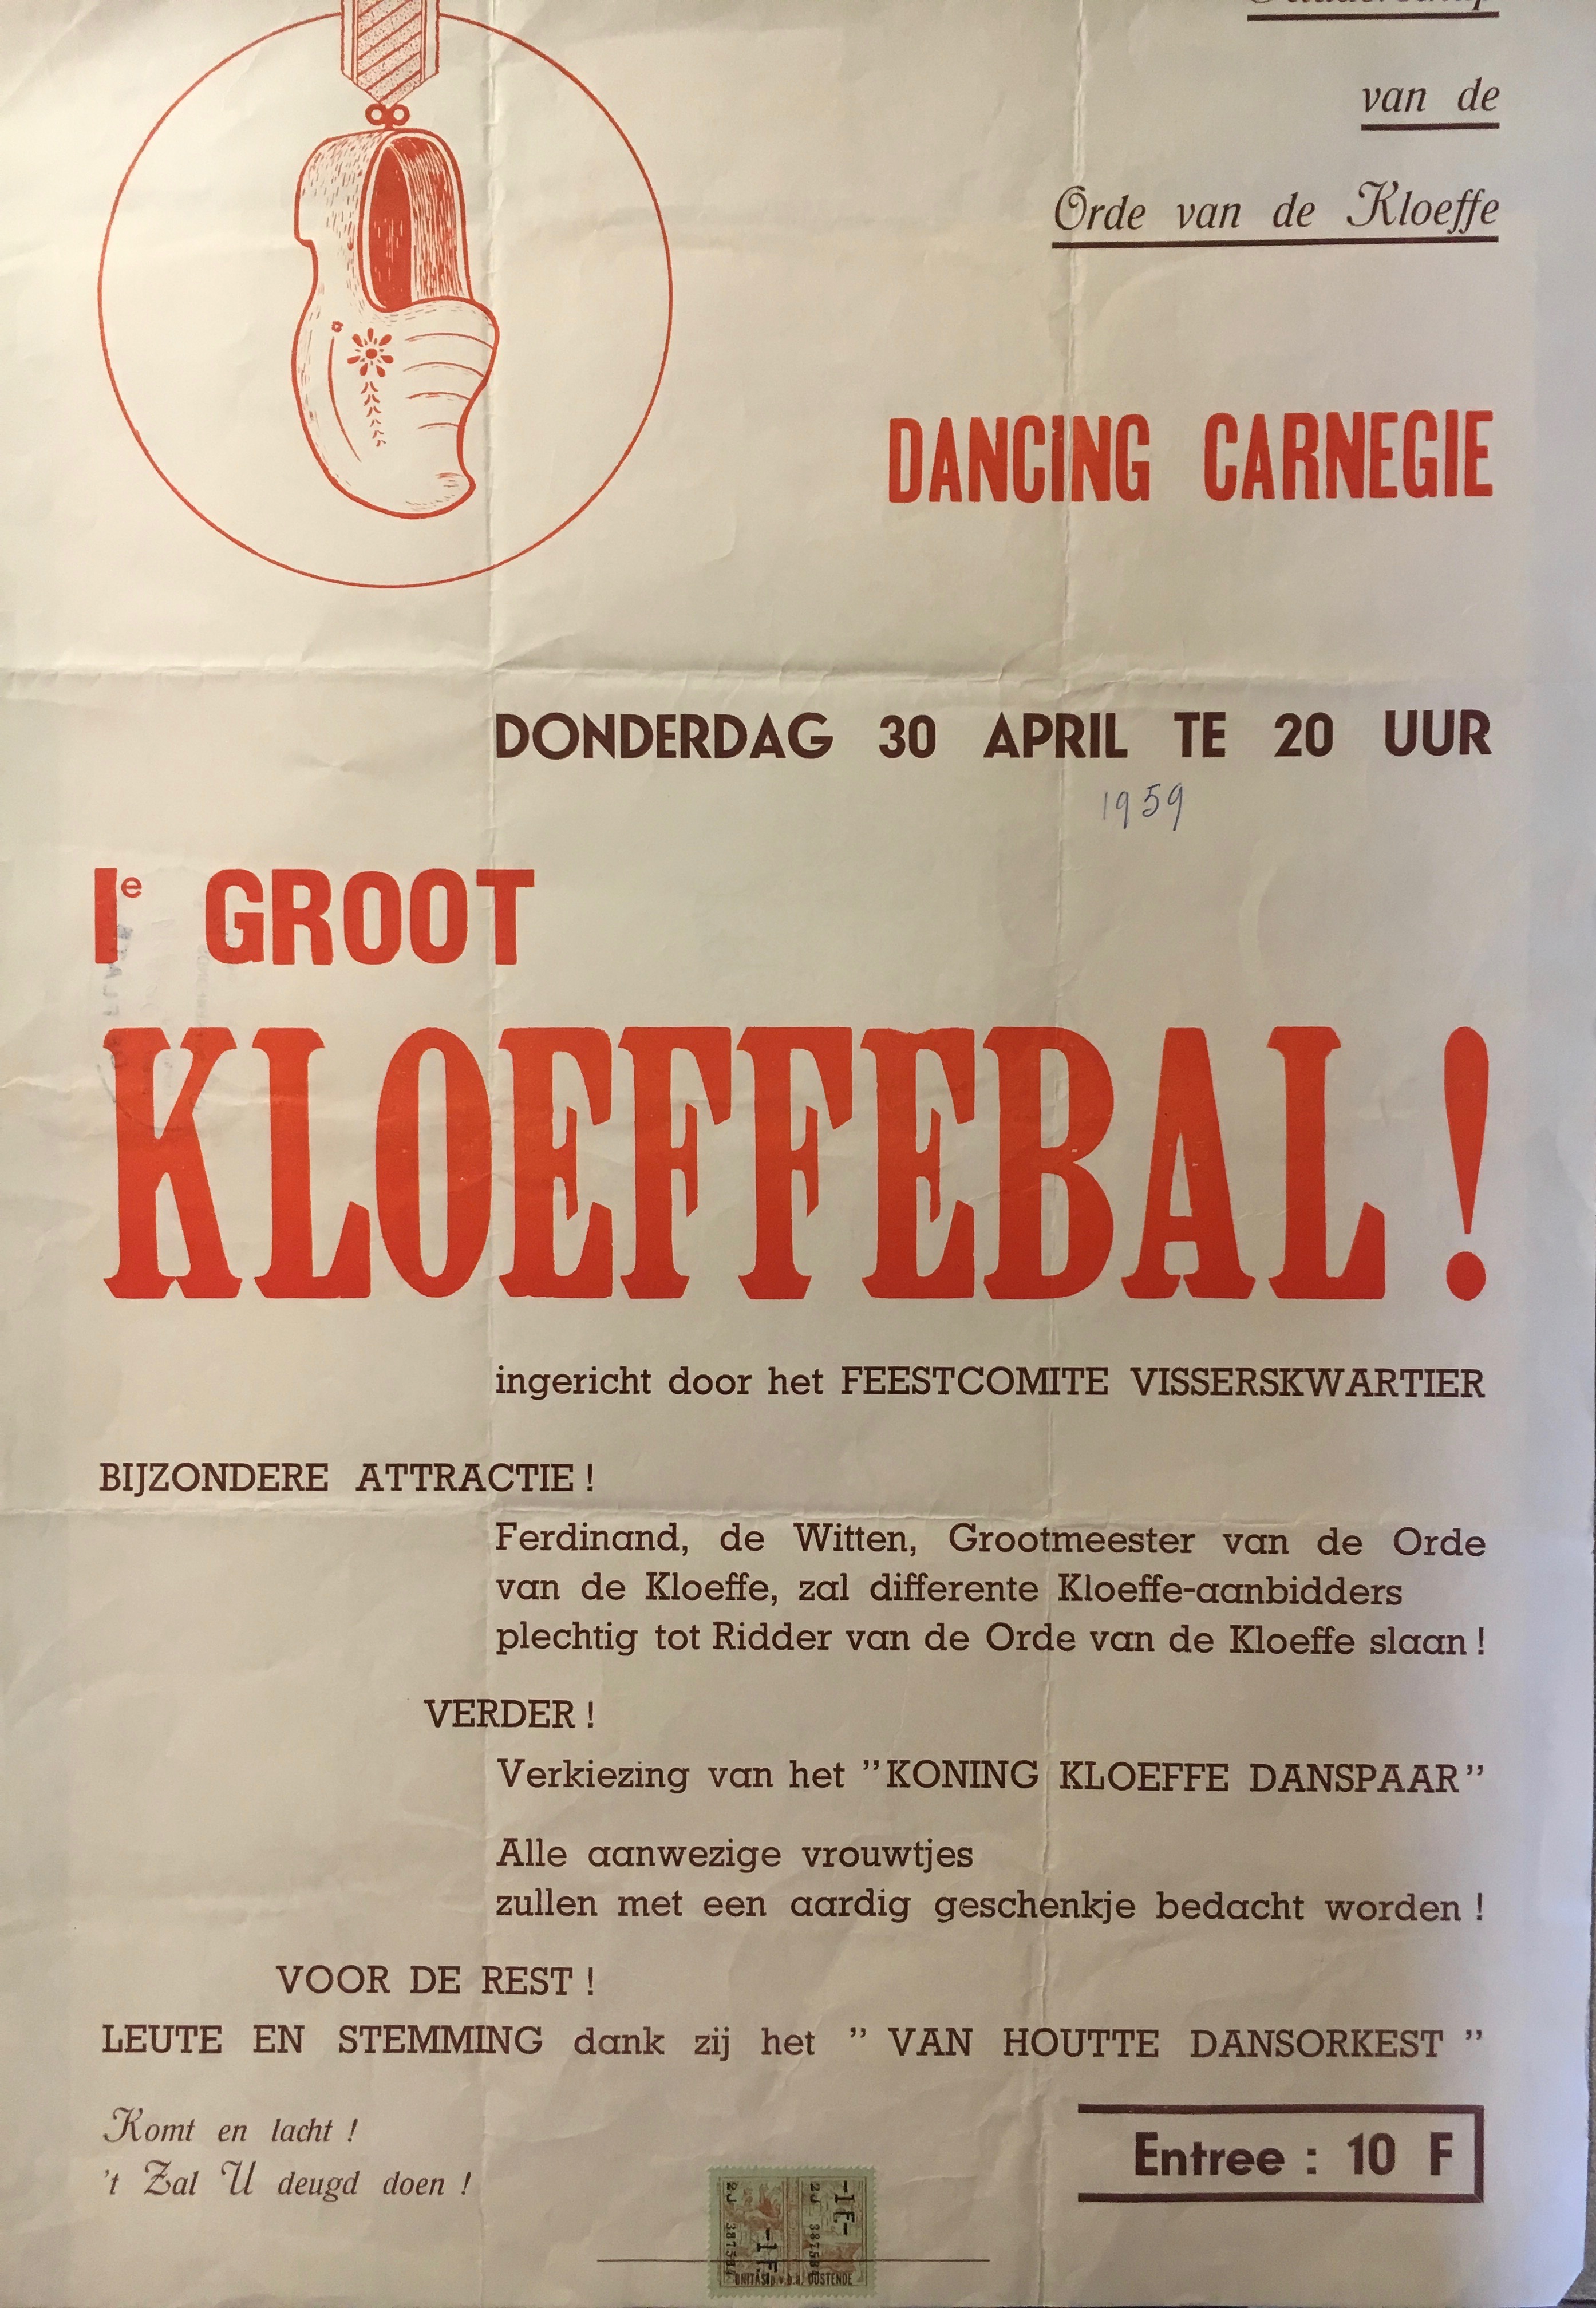 van de
Orde van de Kloeffe
DANCING CARNEGIE
DONDERDAG 30 APRIL TE 20 UUR
1959
Ie GROOT
KLOEFFEBAL !
ingericht door het FEESTCOMITE VISSERSKWARTIER
BIJZONDERE ATTRACTIE !
Ferdinand, de Witten, Grootmeester van de Orde
van de Kloeffe, zal differente Kloeffe-aanbidders
plechtig tot Ridder van de Orde van de Kloeffe slaan !
VERDER !
Verkiezing van het ”KONING KLOEFFE DANSPAAR”
Alle aanwezige vrouwtjes
zullen met een aardig geschenkje bedacht worden !
VOOR DE REST !
LEUTE EN STEMMING dank zij het ” VAN HOUTTE DANSORKEST ”
Komt en lacht !
't Zal U deugd doen !
Entree : 10 F
-1F-
-1F-
UNITAS p.v.b.a. OOSTENDE